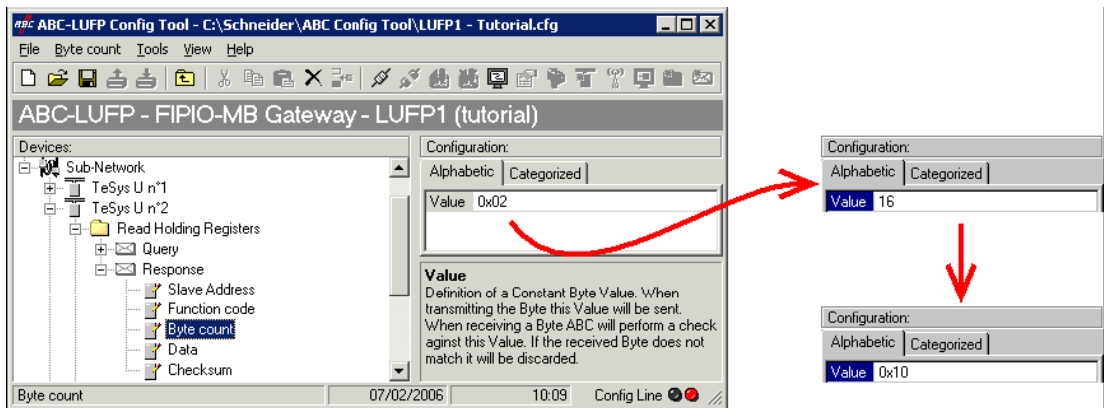 ABC-LUFP Config Tool - C:\Schneider\ABC Config Tool\LUFP1 - Tutorial.cfg
File Byte count Tools View Help
ABC-LUFP - FIPIO-MB Gateway - LUFP1 (tutorial)
Devices:
Sub-Network
TeSys U n°1
TeSys U n°2
Read Holding Registers
Query
Response
Slave Address
Function code
Byte count
Data
Checksum
Configuration:
Alphabetic Categorized
Value 0x02
Value
Definition of a Constant Byte Value. When
transmitting the Byte this Value will be sent.
When receiving a Byte ABC will perform a check
aginst this Value. If the received Byte does not
match it will be discarded.
Byte count 07/02/2006 10:09 Config Line
Configuration:
Alphabetic Categorized
Value 16
Configuration:
Alphabetic Categorized
Value 0x10